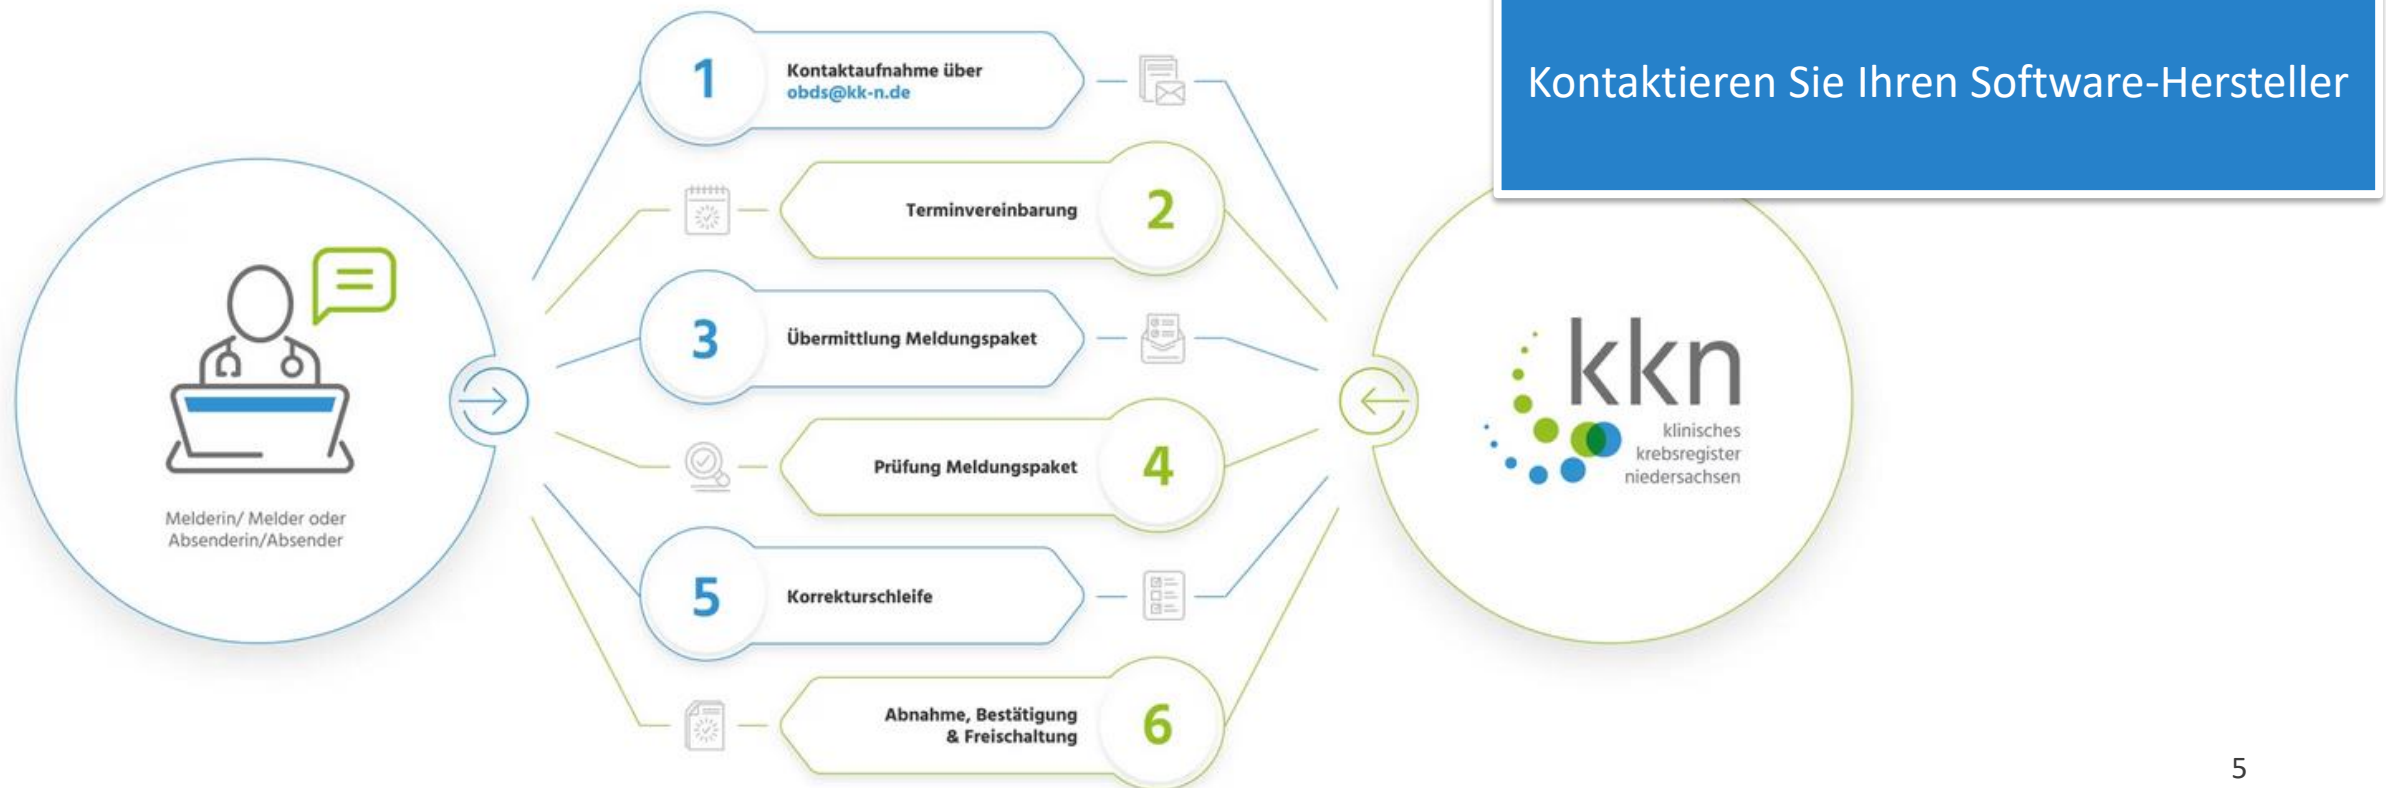 Kontaktieren Sie Ihren Software-Hersteller
1
Kontaktaufnahme über
obds@kk-n.de
Terminvereinbarung
2
3
Übermittlung Meldungspaket
Prüfung Meldungspaket
4
5
Korrekturschleife
Abnahme, Bestätigung
& Freischaltung
6
Melderin/ Melder oder
Absenderin/Absender
kkn
klinisches
krebsregister
niedersachsen
5